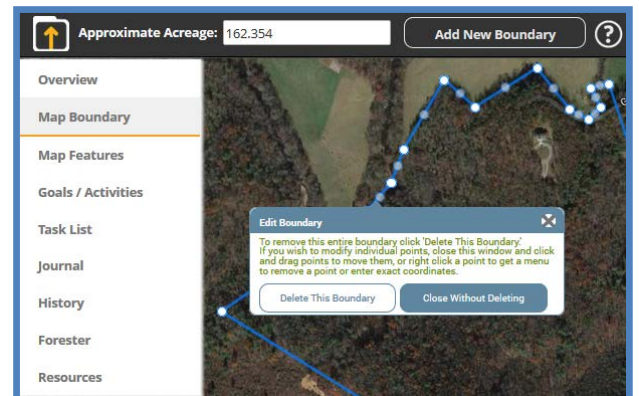 Approximate Acreage: 162.354 Add New Boundary ?
Overview
Map Boundary
Map Features
Goals / Activities
Task List
Journal
History
Forester
Resources
Edit Boundary
To remove this entire boundary click 'Delete This Boundary.'
If you wish to modify individual points, close this window and click
and drag points to move them, or right click a point to get a menu
to remove a point or enter exact coordinates.
Delete This Boundary Close Without Deleting